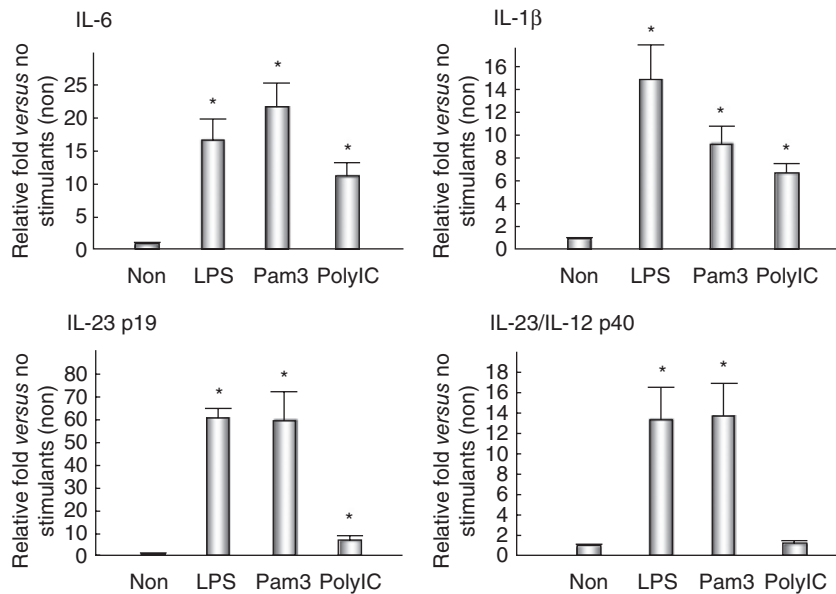 IL-6
Relative fold versus no
stimulants (non)
25
20
15
10
5
0
*
*
*
Non LPS Pam3 PolyIC
IL-1β
Relative fold versus no
stimulants (non)
16
14
12
10
8
6
4
2
0
*
*
*
Non LPS Pam3 PolyIC
IL-23 p19
Relative fold versus no
stimulants (non)
80
70
60
50
40
30
20
10
0
*
*
*
Non LPS Pam3 PolyIC
IL-23/IL-12 p40
Relative fold versus no
stimulants (non)
18
16
14
12
10
8
6
4
2
0
*
*
Non LPS Pam3 PolyIC